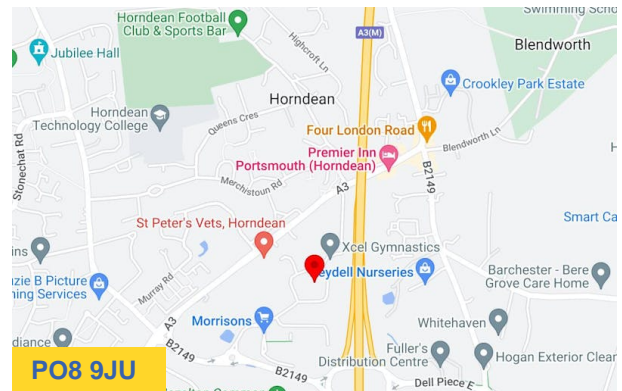 Swimming Scho
Horndean Football
Club & Sports Bar
A3(M)
Blendworth
Jubilee Hall
Highcroft Ln
Crookley Park Estate
Horndean
Horndean
Technology College
Queens Cres
Four London Road
Blendworth Ln
Stonechat Rd
Premier Inn
Portsmouth (Horndean)
B2149
Merchistoun Rd
A3
St Peter's Vets, Horndean
Smart Ca
Xcel Gymnastics
ins
eydell Nurseries
Barchester - Bere
Grove Care Home
zie B Picture
ning Services
Murray Rd
Morrisons
A3
Whitehaven
diance
B2149
Fuller's
Distribution Centre
Hogan Exterior Clean
PO8 9JU
B2149
Dell Piece E